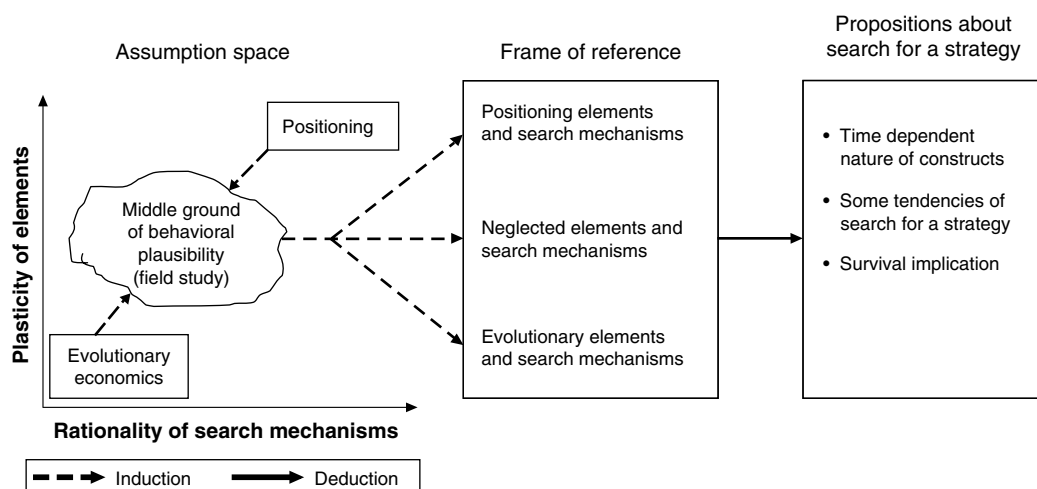 Assumption space
Plasticity of elements
Positioning
Middle ground
of behavioral
plausibility
(field study)
Evolutionary
economics
Rationality of search mechanisms
Induction
Deduction
Frame of reference
Positioning elements
and search mechanisms
Neglected elements and
search mechanisms
Evolutionary elements
and search mechanisms
Propositions about
search for a strategy
• Time dependent
nature of constructs
• Some tendencies of
search for a strategy
• Survival implication